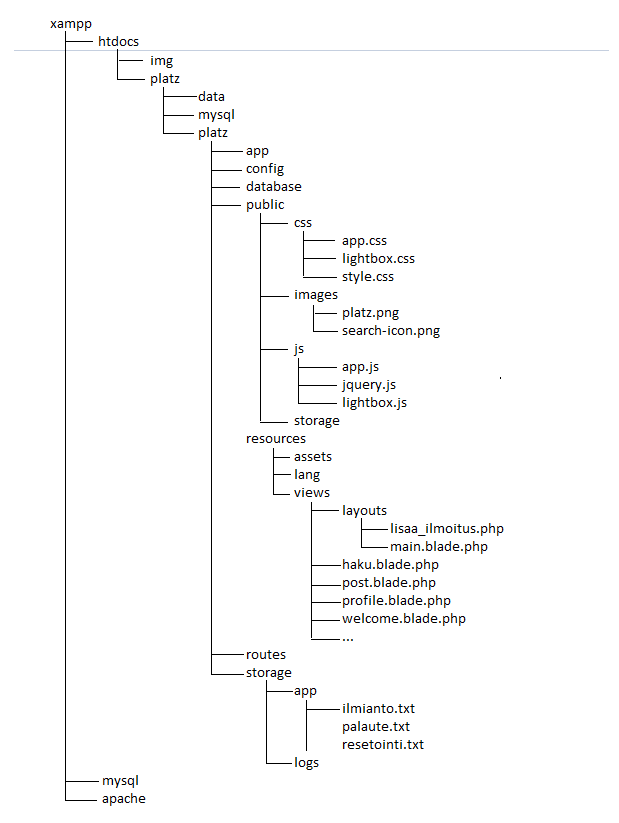 xampp
htdocs
img
platz
data
mysql
platz
app
config
database
public
css
app.css
lightbox.css
style.css
images
platz.png
search-icon.png
js
app.js
jquery.js
lightbox.js
storage
resources
assets
lang
views
layouts
lisaa_ilmoitus.php
main.blade.php
haku.blade.php
post.blade.php
profile.blade.php
welcome.blade.php
...
routes
storage
app
ilmianto.txt
palaute.txt
resetointi.txt
logs
mysql
apache